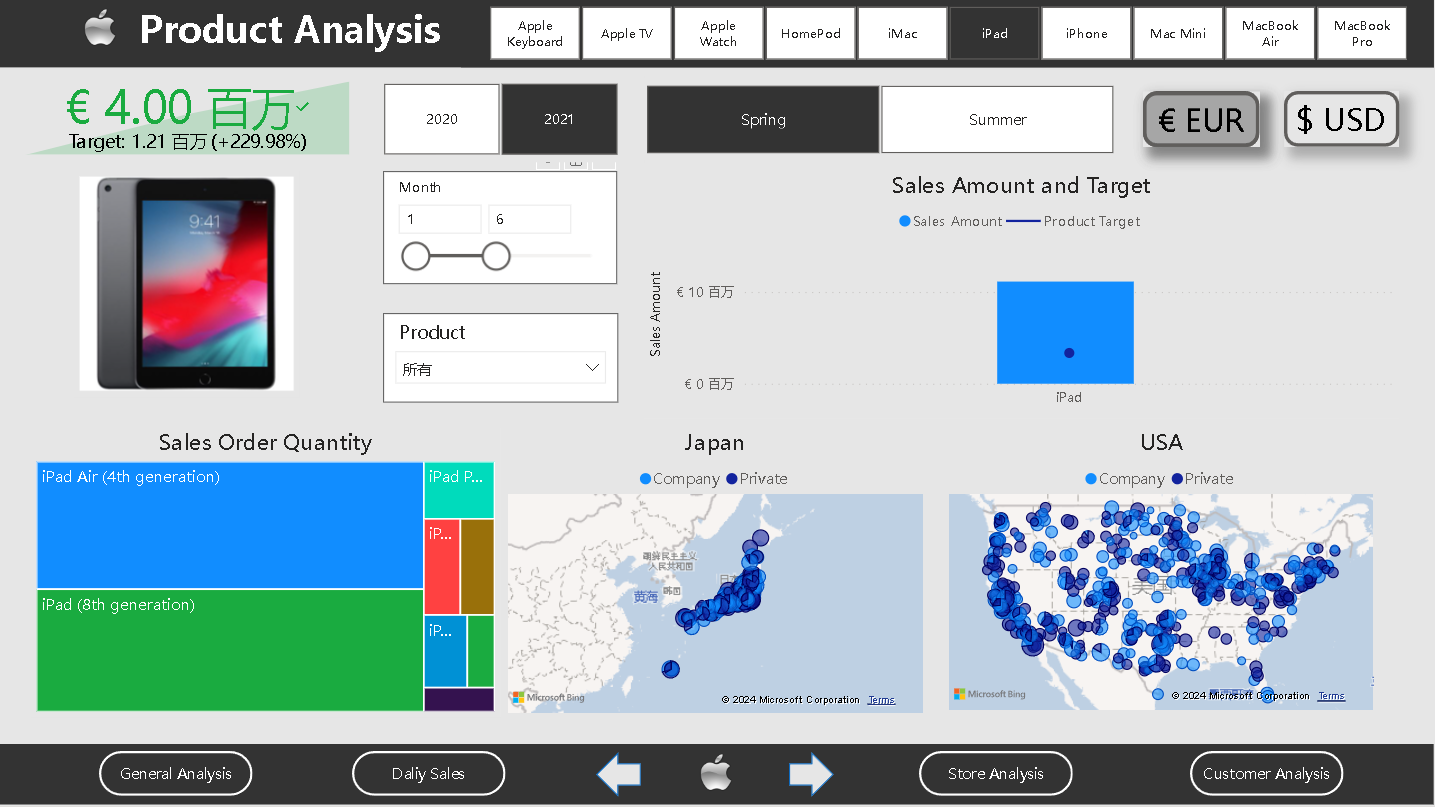 Product Analysis
Apple Keyboard
Apple TV
Apple Watch
HomePod
iMac
iPad
iPhone
Mac Mini
MacBook Air
MacBook Pro
€ 4.00 百万
Target: 1.21 百万 (+229.98%)
2020
2021
Spring
Summer
€ EUR
$ USD
9:41
Month
1
6
Product
所有
Sales Amount and Target
Sales Amount
Product Target
Sales Amount
€ 10 百万
€ 0 百万
iPad
Sales Order Quantity
iPad Air (4th generation)
iPad P...
iP...
iPad (8th generation)
iP...
Japan
Company
Private
朝鲜民主主义
人民共和国
韩国
黄海
Microsoft Bing
© 2024 Microsoft Corporation
Terms
USA
Company
Private
美国
Microsoft Bing
© 2024 Microsoft Corporation
Terms
General Analysis
Daliy Sales
Store Analysis
Customer Analysis